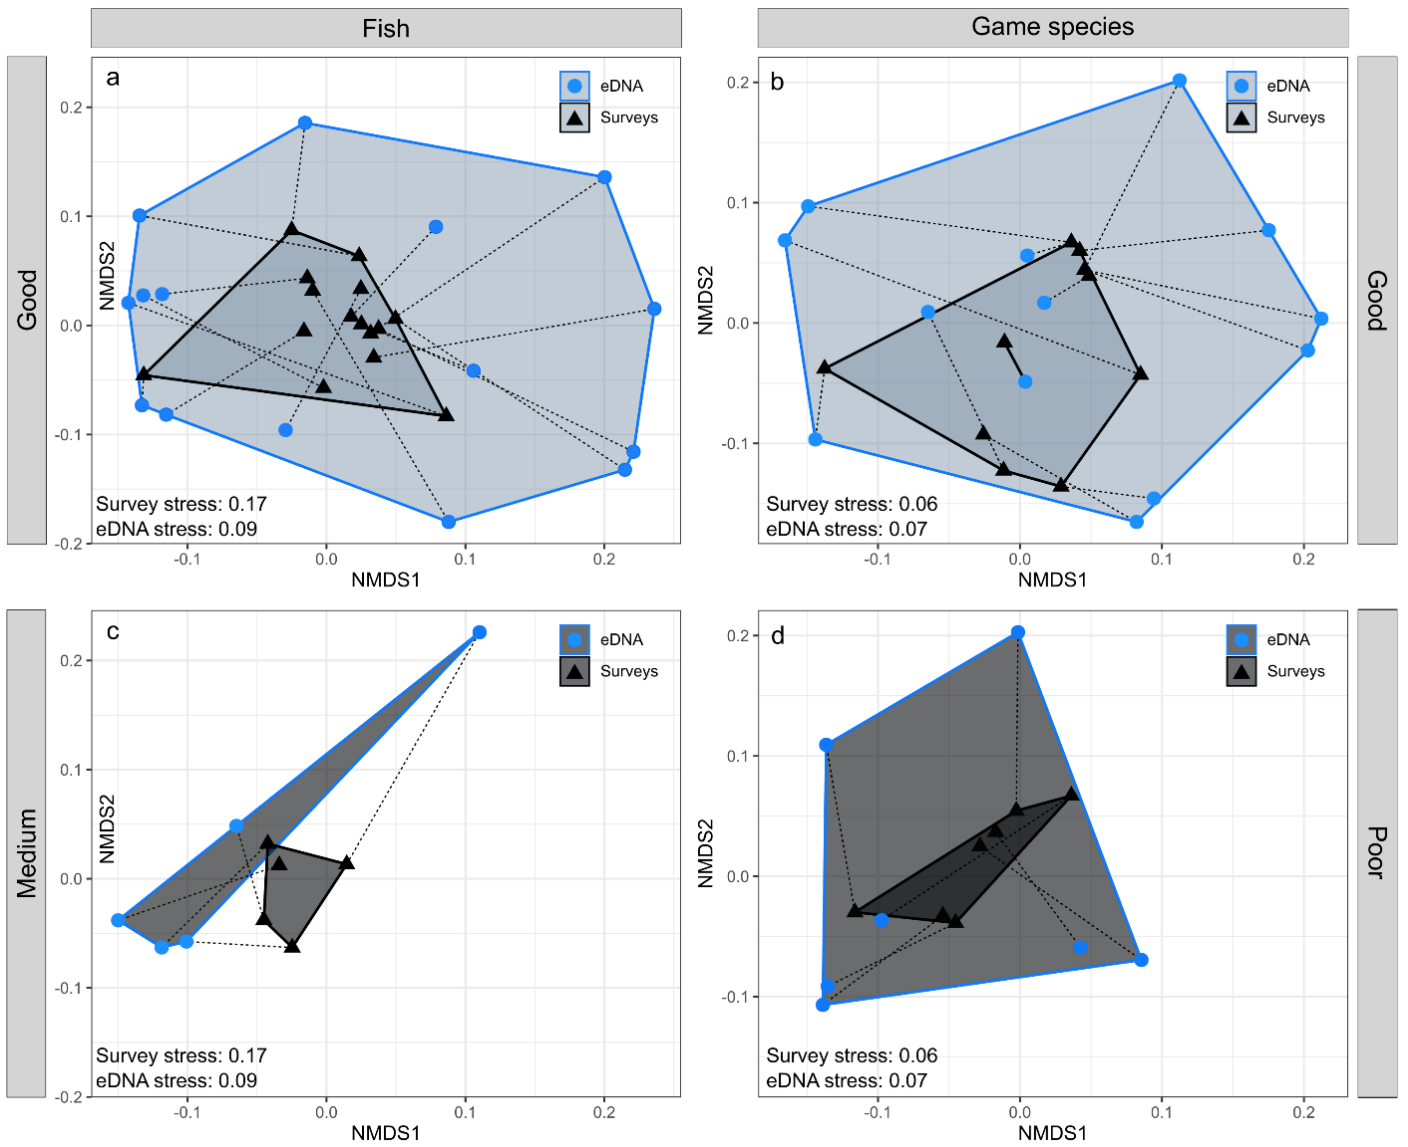 Fish
Game species
Good
a
eDNA
Surveys
0.2
0.1
0.0
-0.1
-0.2
NMDS2
Survey stress: 0.17
eDNA stress: 0.09
-0.1
0.0
0.1
0.2
NMDS1
b
eDNA
Surveys
0.2
0.1
0.0
-0.1
NMDS2
Survey stress: 0.06
eDNA stress: 0.07
-0.1
0.0
0.1
0.2
NMDS1
Good
Medium
c
eDNA
Surveys
0.2
0.1
0.0
-0.1
-0.2
NMDS2
Survey stress: 0.17
eDNA stress: 0.09
-0.1
0.0
0.1
0.2
NMDS1
d
eDNA
Surveys
0.2
0.1
0.0
-0.1
NMDS2
Survey stress: 0.06
eDNA stress: 0.07
-0.1
0.0
0.1
0.2
NMDS1
Poor